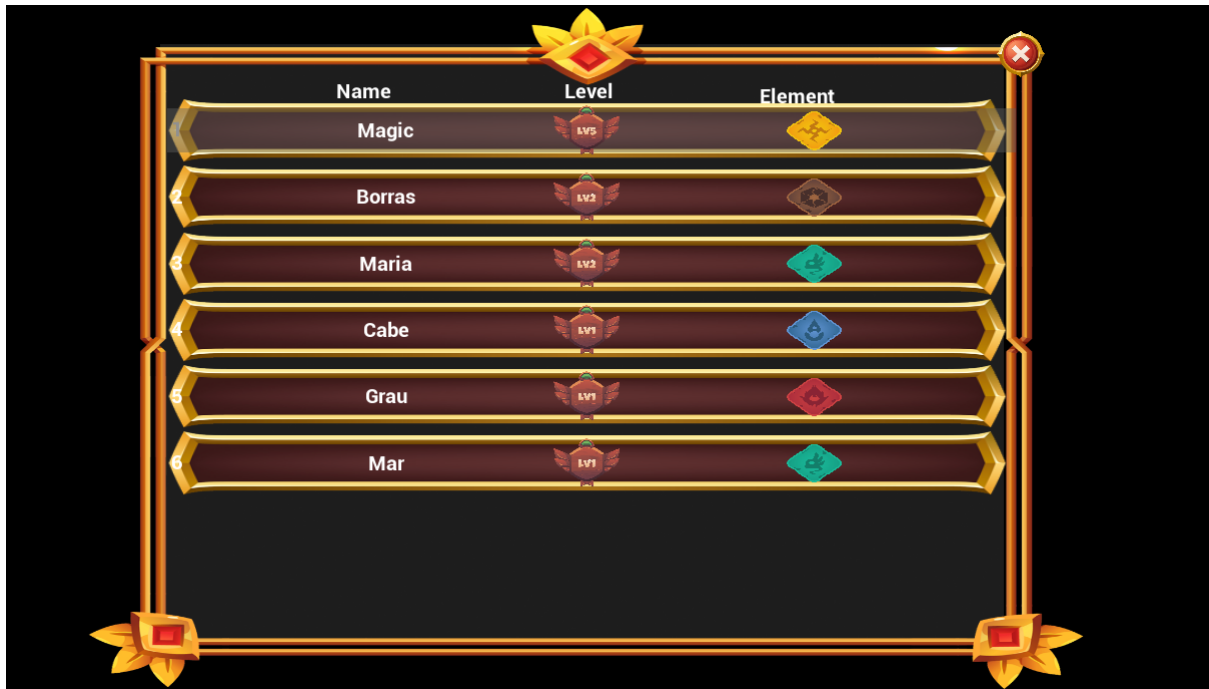 Name Level Element
1 Magic LV5
2 Borras LV2
3 Maria LV2
4 Cabe LV1
5 Grau LV1
6 Mar LV1